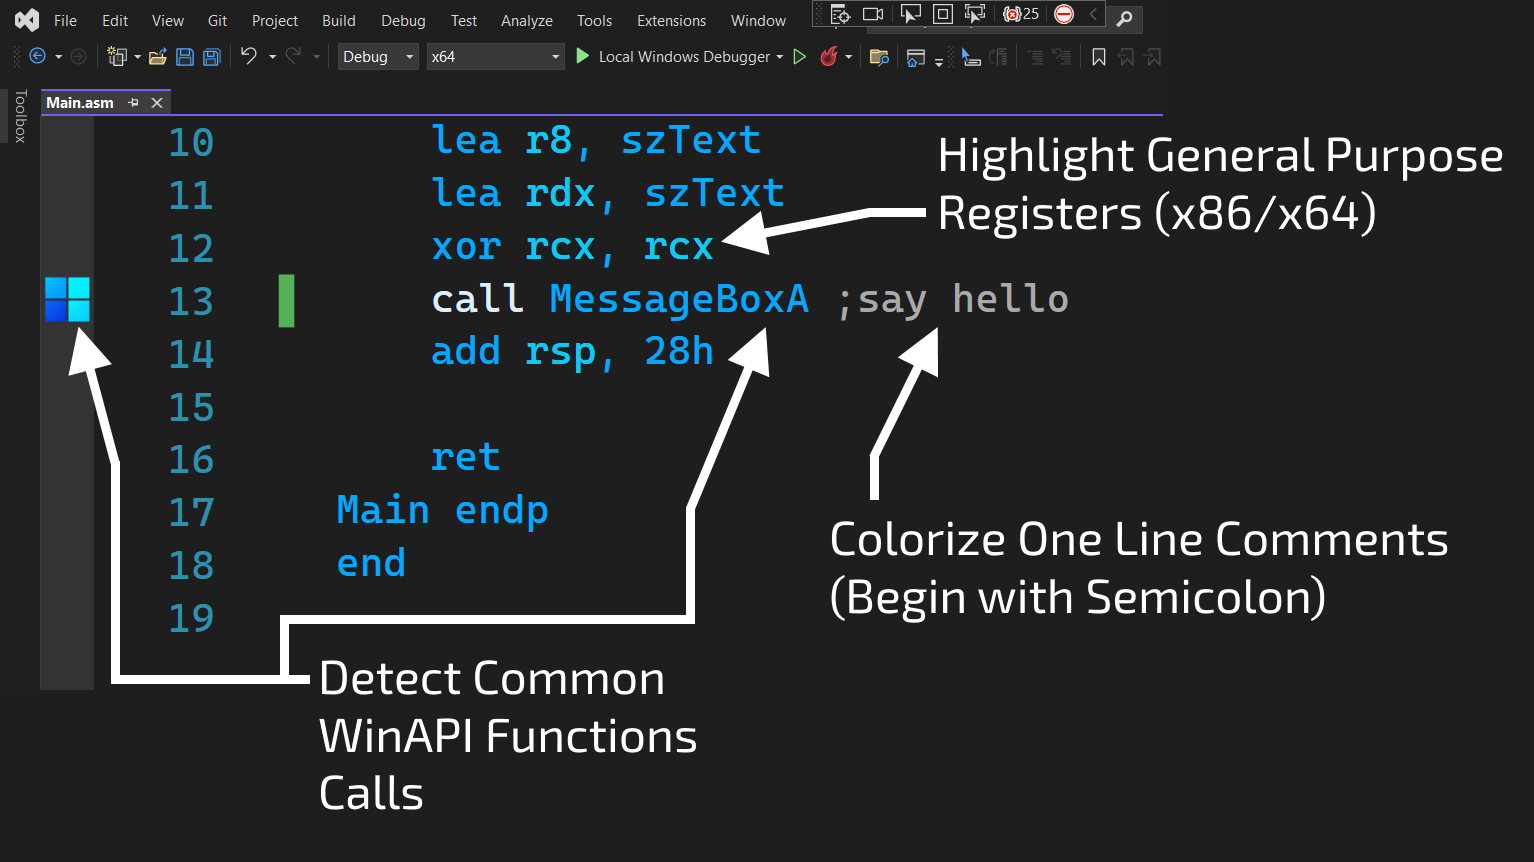 File Edit View Git Project Build Debug Test Analyze Tools Extensions Window 25
Debug x64 Local Windows Debugger
Toolbox
Main.asm
10 lea r8, szText
11 lea rdx, szText
12 xor rcx, rcx
13 call MessageBoxA ;say hello
14 add rsp, 28h
15
16 ret
17 Main endp
18 end
19
Highlight General Purpose
Registers (x86/x64)
Colorize One Line Comments
(Begin with Semicolon)
Detect Common
WinAPI Functions
Calls